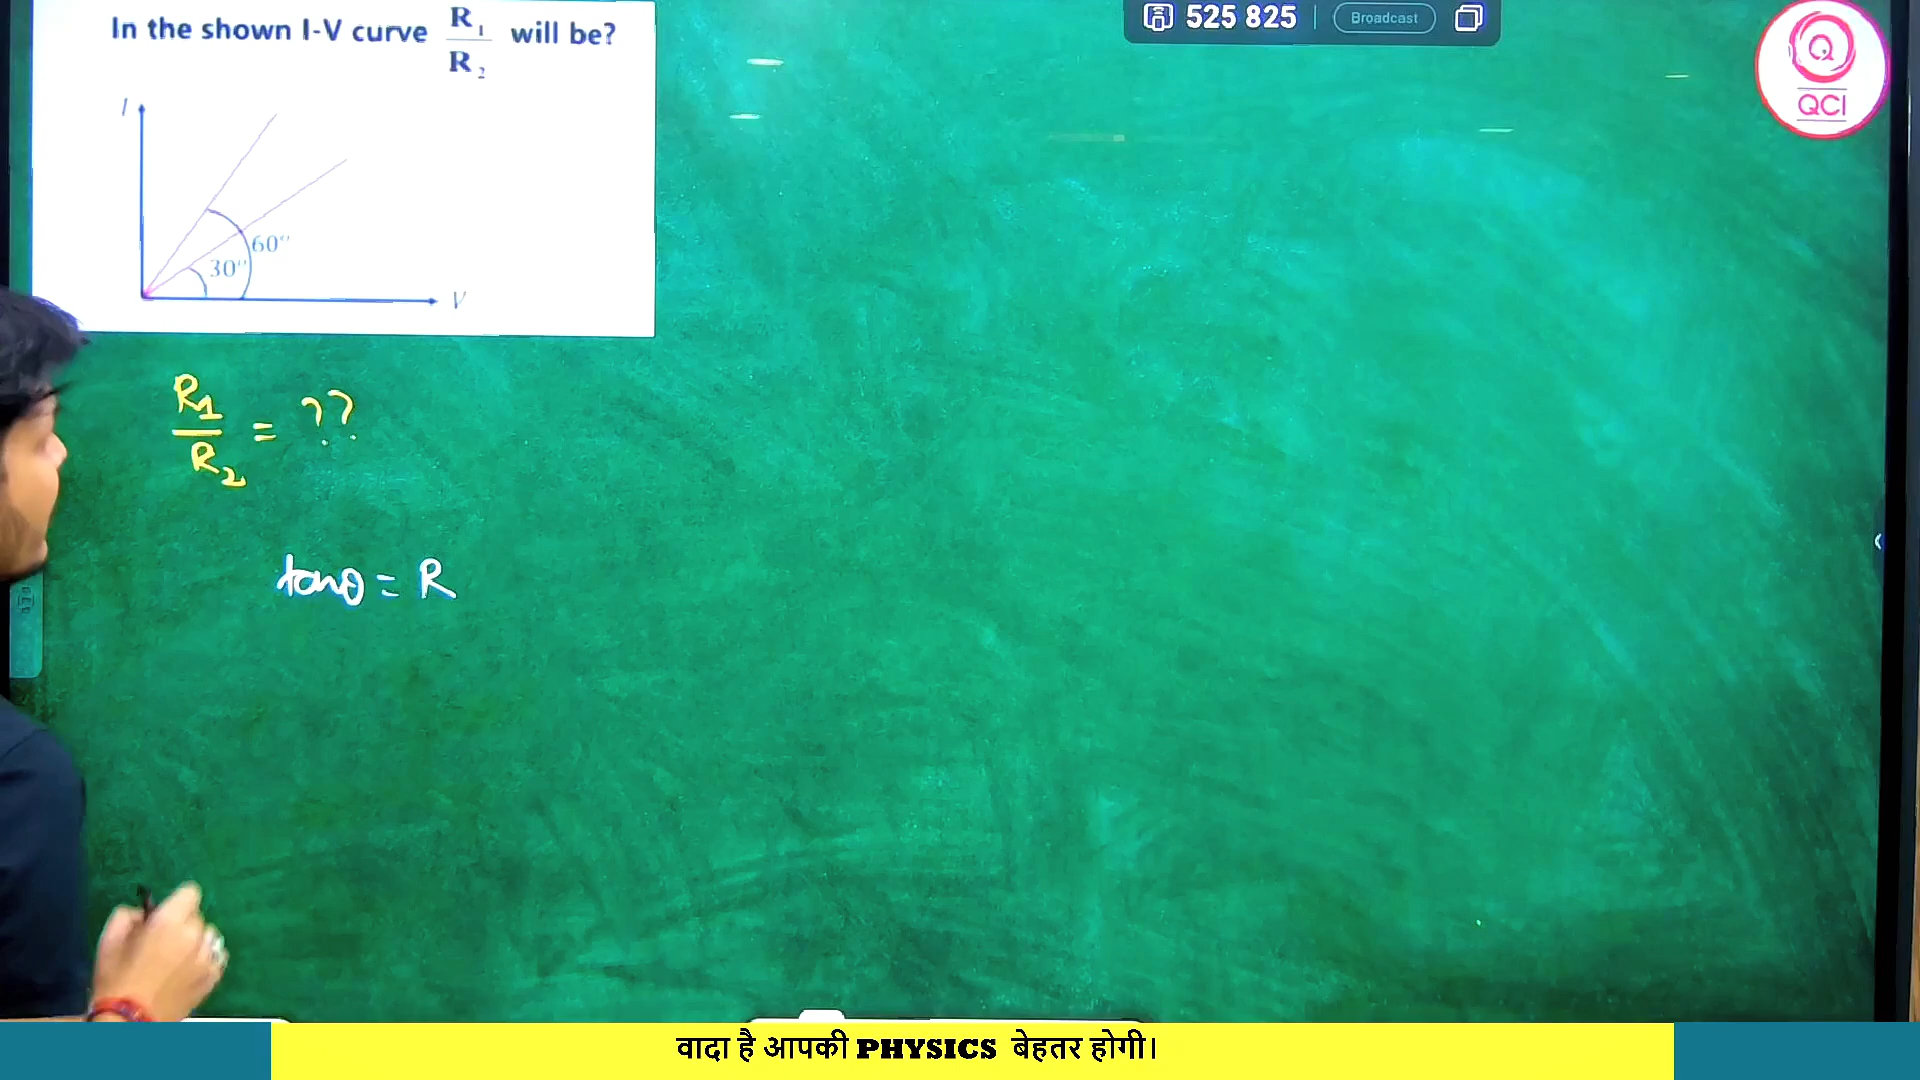 In the shown I-V curve R₁/R₂ will be?
525 825 | Broadcast
QCI
I
60°
30°
V
R₁/R₂ = ??
tanθ = R
वादा है आपकी PHYSICS बेहतर होगी।